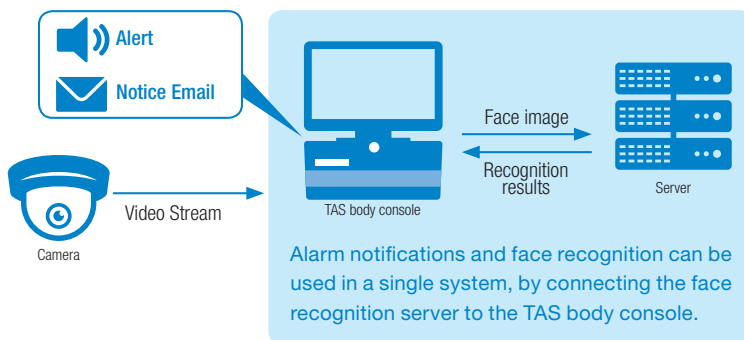 Alert
Notice Email
Camera
Video Stream
TAS body console
Face image
Recognition
results
Server
Alarm notifications and face recognition can be
used in a single system, by connecting the face
recognition server to the TAS body console.